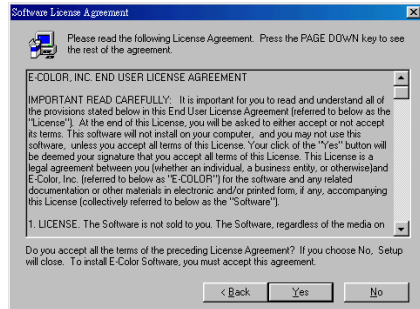 Software License Agreement
Please read the following License Agreement. Press the PAGE DOWN key to see
the rest of the agreement.
E-COLOR, INC. END USER LICENSE AGREEMENT
IMPORTANT READ CAREFULLY: It is important for you to read and understand all of
the provisions stated below in this End User License Agreement (referred to below as the
"License"). At the end of this License, you will be asked to either accept or not accept
its terms. This software will not install on your computer, and you may not use this
software, unless you accept all terms of this License. Your click of the "Yes" button will
be deemed your signature that you accept all terms of this License. This License is a
legal agreement between you (whether an individual, a business entity, or otherwise)and
E-Color, Inc. (referred to below as "E-COLOR") for the software and any related
documentation or other materials in electronic and/or printed form, if any, accompanying
this License (collectively referred to below as the "Software").
1. LICENSE. The Software is not sold to you. The Software, regardless of the media on
Do you accept all the terms of the preceding License Agreement? If you choose No, Setup
will close. To install E-Color Software, you must accept this agreement.
< Back Yes No